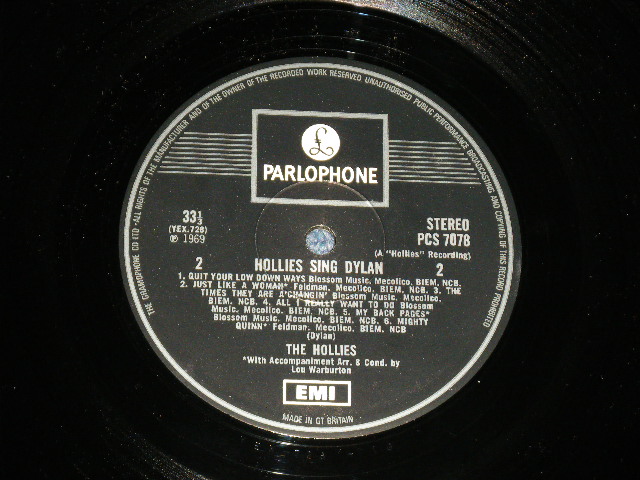 THE GRAMOPHONE CO LTD · ALL RIGHTS OF THE MANUFACTURER AND OF THE OWNER OF THE RECORDED WORK RESERVED UNAUTHORISED PUBLIC PERFORMANCE BROADCASTING AND COPYING OF THIS RECORD PROHIBITED
£
PARLOPHONE
33⅓
(YEX.728)
℗ 1969
STEREO
PCS 7078
(A "Hollies" Recording)
2 HOLLIES SING DYLAN 2
1. QUIT YOUR LOW DOWN WAYS Blossom Music. Mecolico. BIEM. NCB.
2. JUST LIKE A WOMAN* Feldman. Mecolico. BIEM. NCB. 3. THE
TIMES THEY ARE A'CHANGIN' Blossom Music. Mecolico.
BIEM. NCB. 4. ALL I REALLY WANT TO DO Blossom
Music. Mecolico. BIEM. NCB. 5. MY BACK PAGES*
Blossom Music. Mecolico. BIEM. NCB. 6. MIGHTY
QUINN* Feldman. Mecolico. BIEM. NCB
(Dylan)
THE HOLLIES
*With Accompaniment Arr. & Cond. by
Lou Warburton
EMI
MADE IN GT BRITAIN